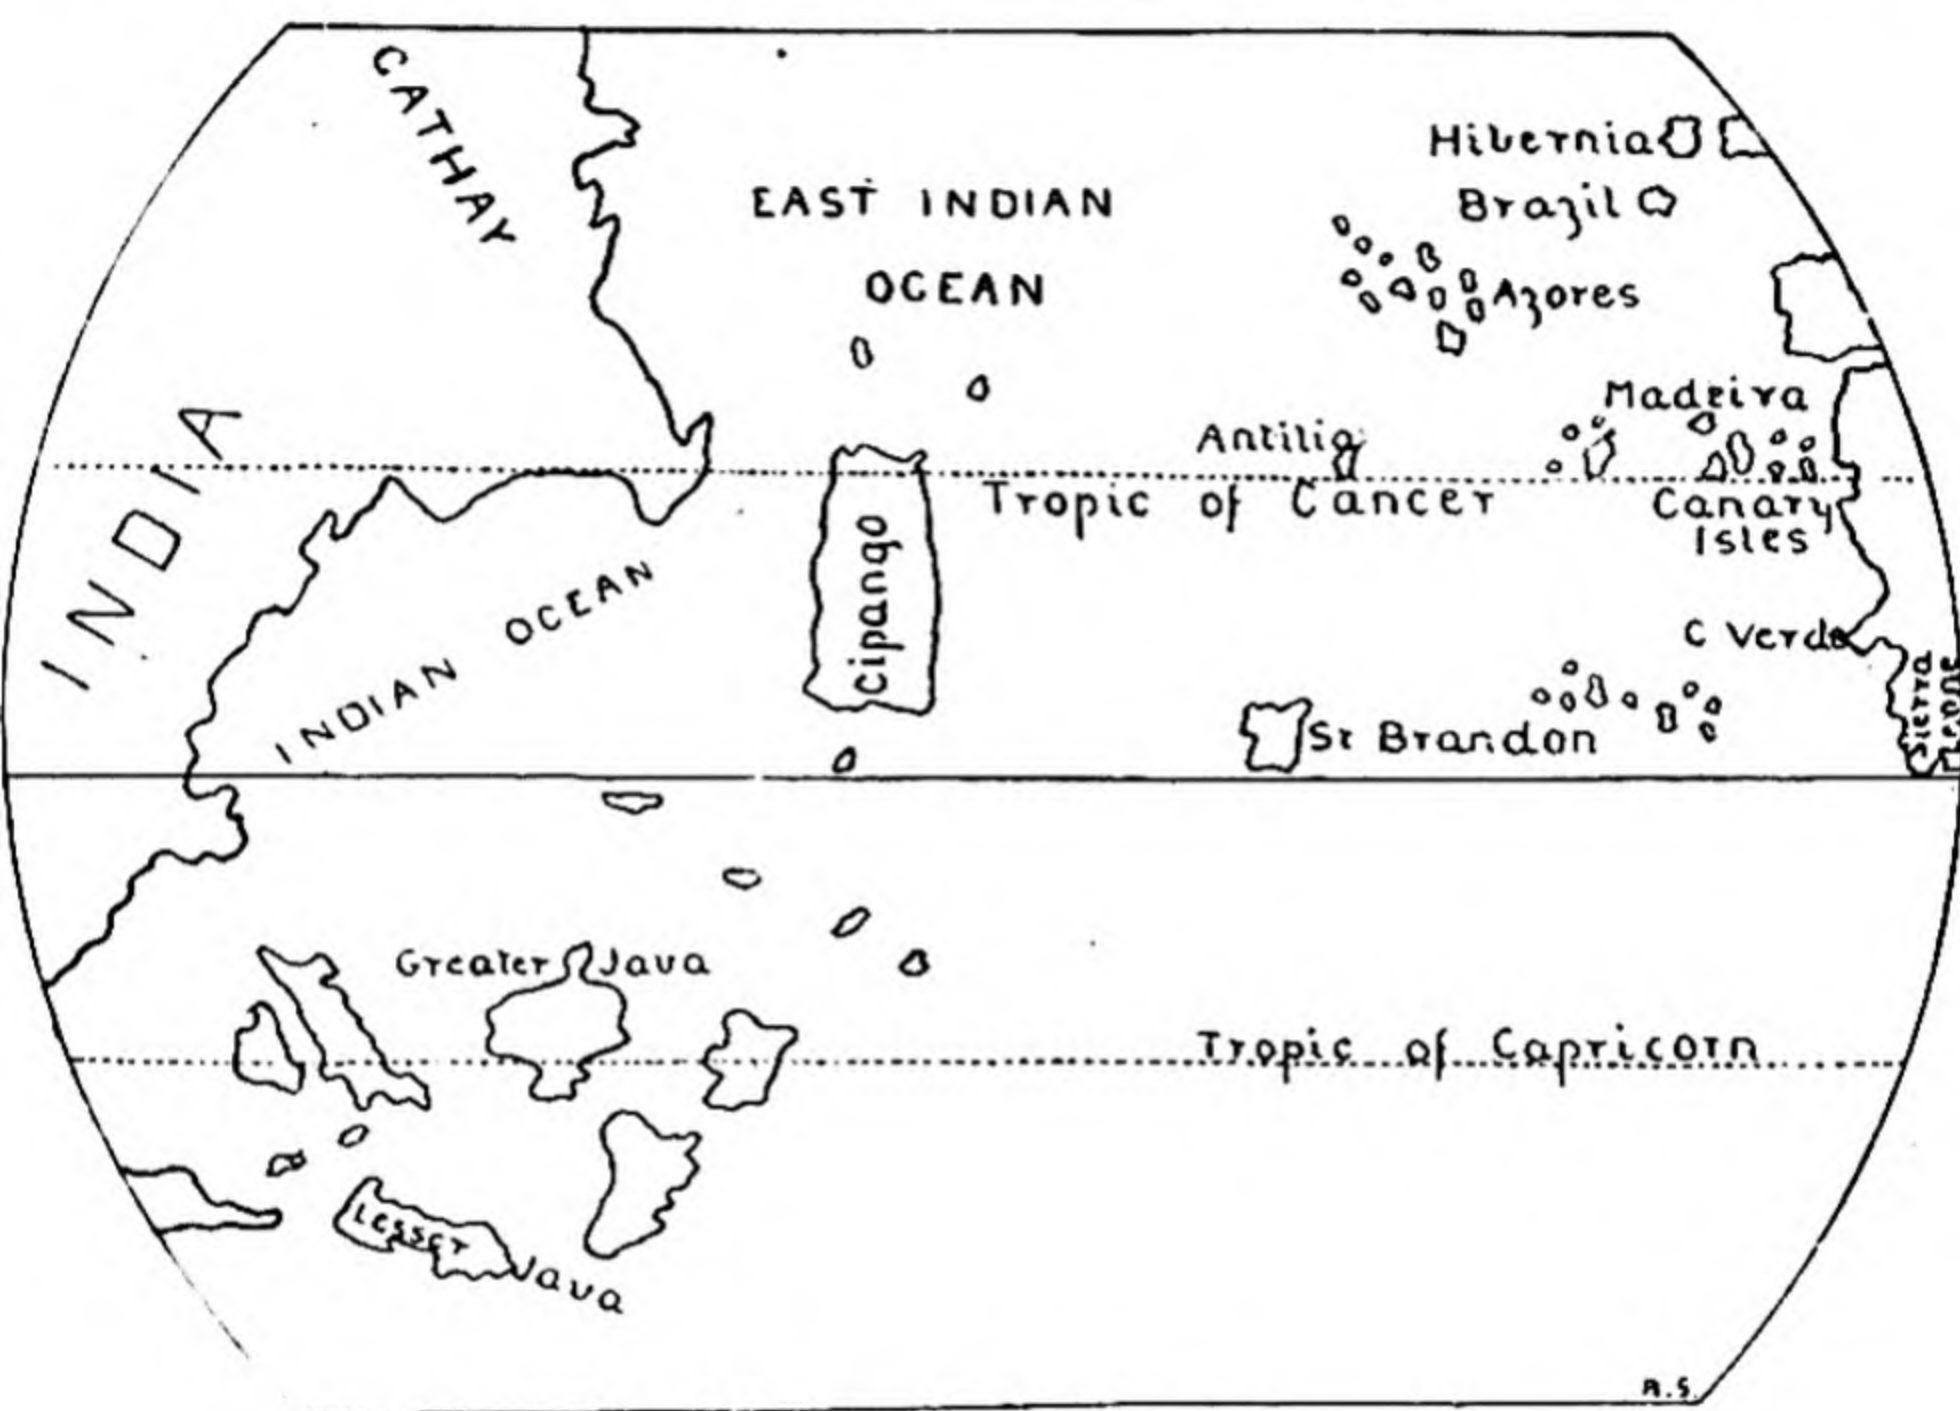 CATHAY
Hibernia
Brazil
EAST INDIAN
OCEAN
Azores
Madeira
INDIA
Antilia
Tropic of Cancer
Canary
Isles
Cipango
INDIAN OCEAN
C Verde
Sierra
Leone
St Brandon
Greater Java
Tropic of Capricorn
Lesser
Java
A.S.